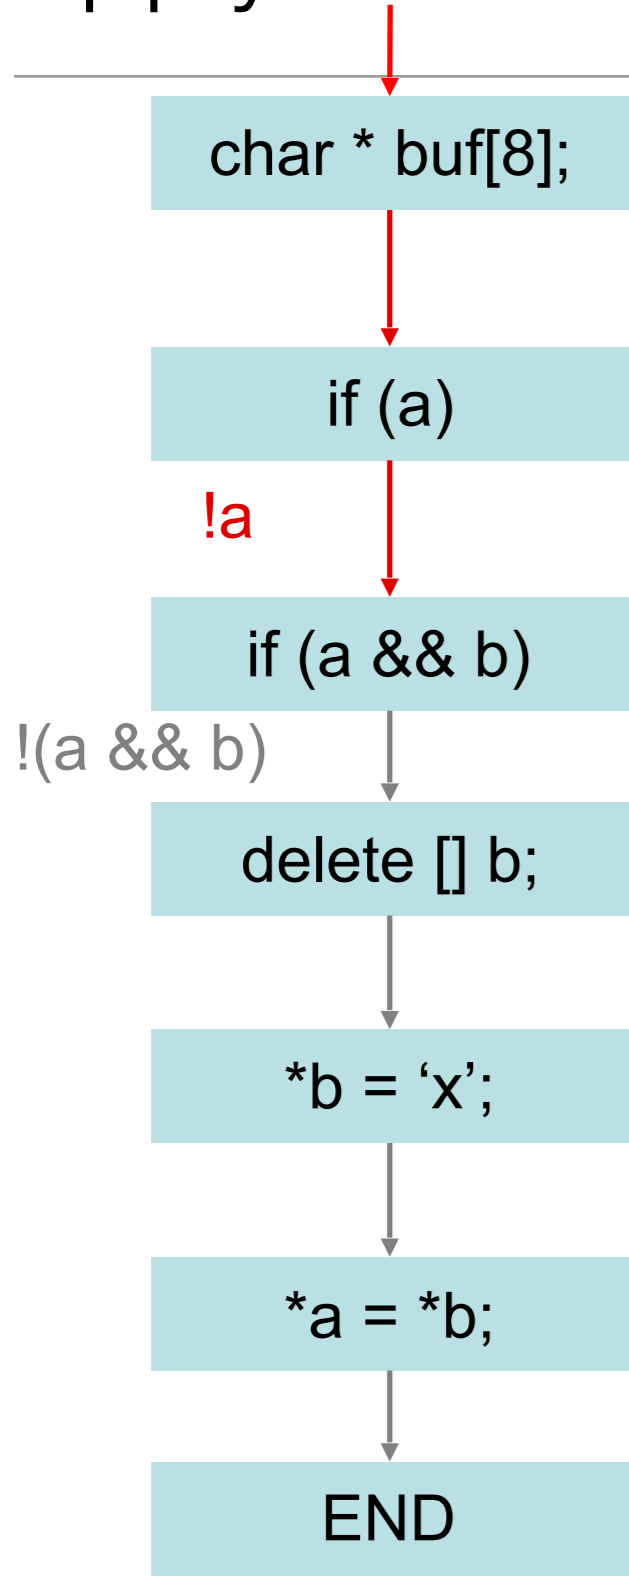 char * buf[8];
if (a)
!a
if (a && b)
!(a && b)
delete [] b;
*b = ‘x’;
*a = *b;
END